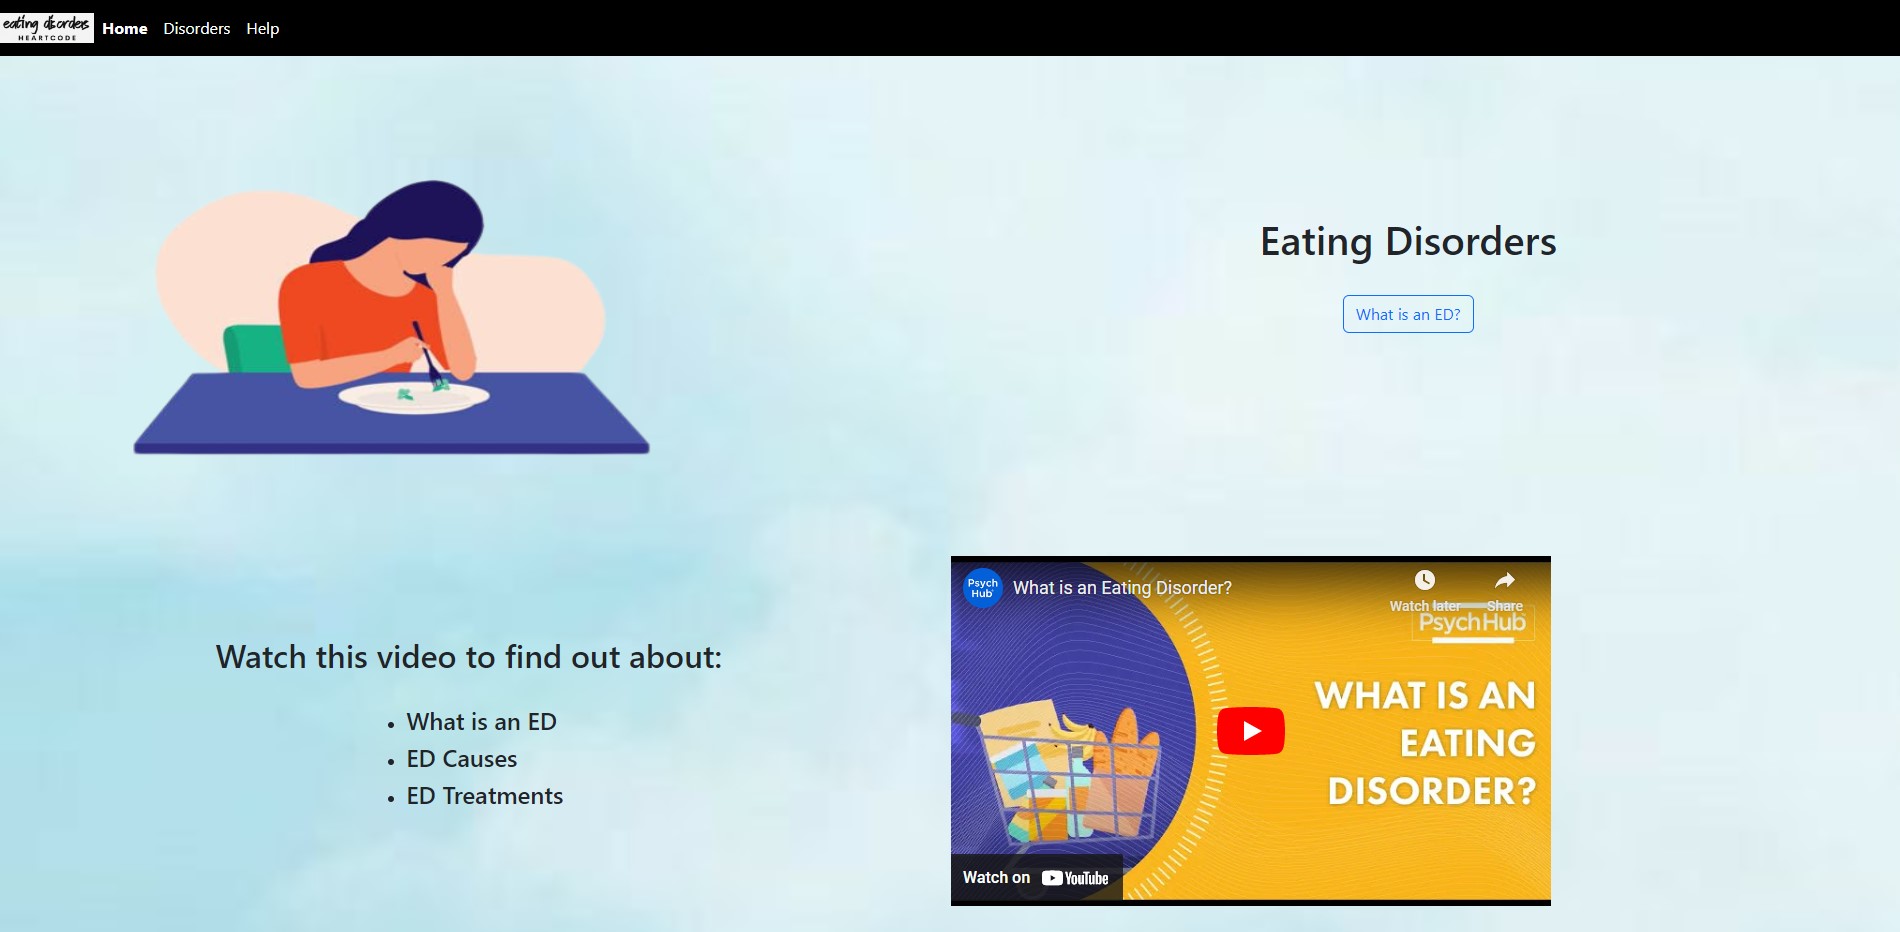 eating disorders
HEARTCODE
Home Disorders Help
Eating Disorders
What is an ED?
Watch this video to find out about:
What is an ED
ED Causes
ED Treatments
Psych
Hub
What is an Eating Disorder?
Watch later Share
PsychHub
WHAT IS AN
EATING
DISORDER?
Watch on YouTube